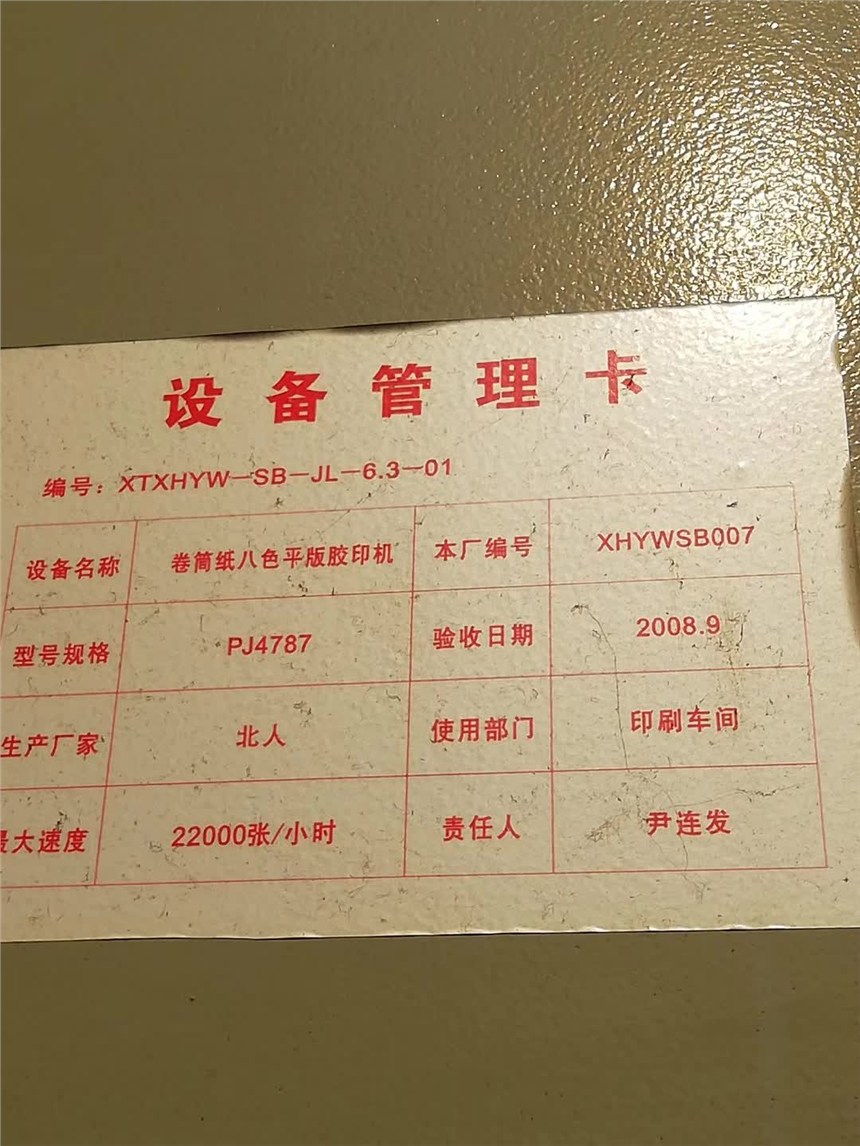 设备管理卡
编号：XTXHYW－SB－JL－6.3－01
设备名称 卷筒纸八色平版胶印机 本厂编号 XHYWSB007
型号规格 PJ4787 验收日期 2008.9
生产厂家 北人 使用部门 印刷车间
最大速度 22000张/小时 责任人 尹连发